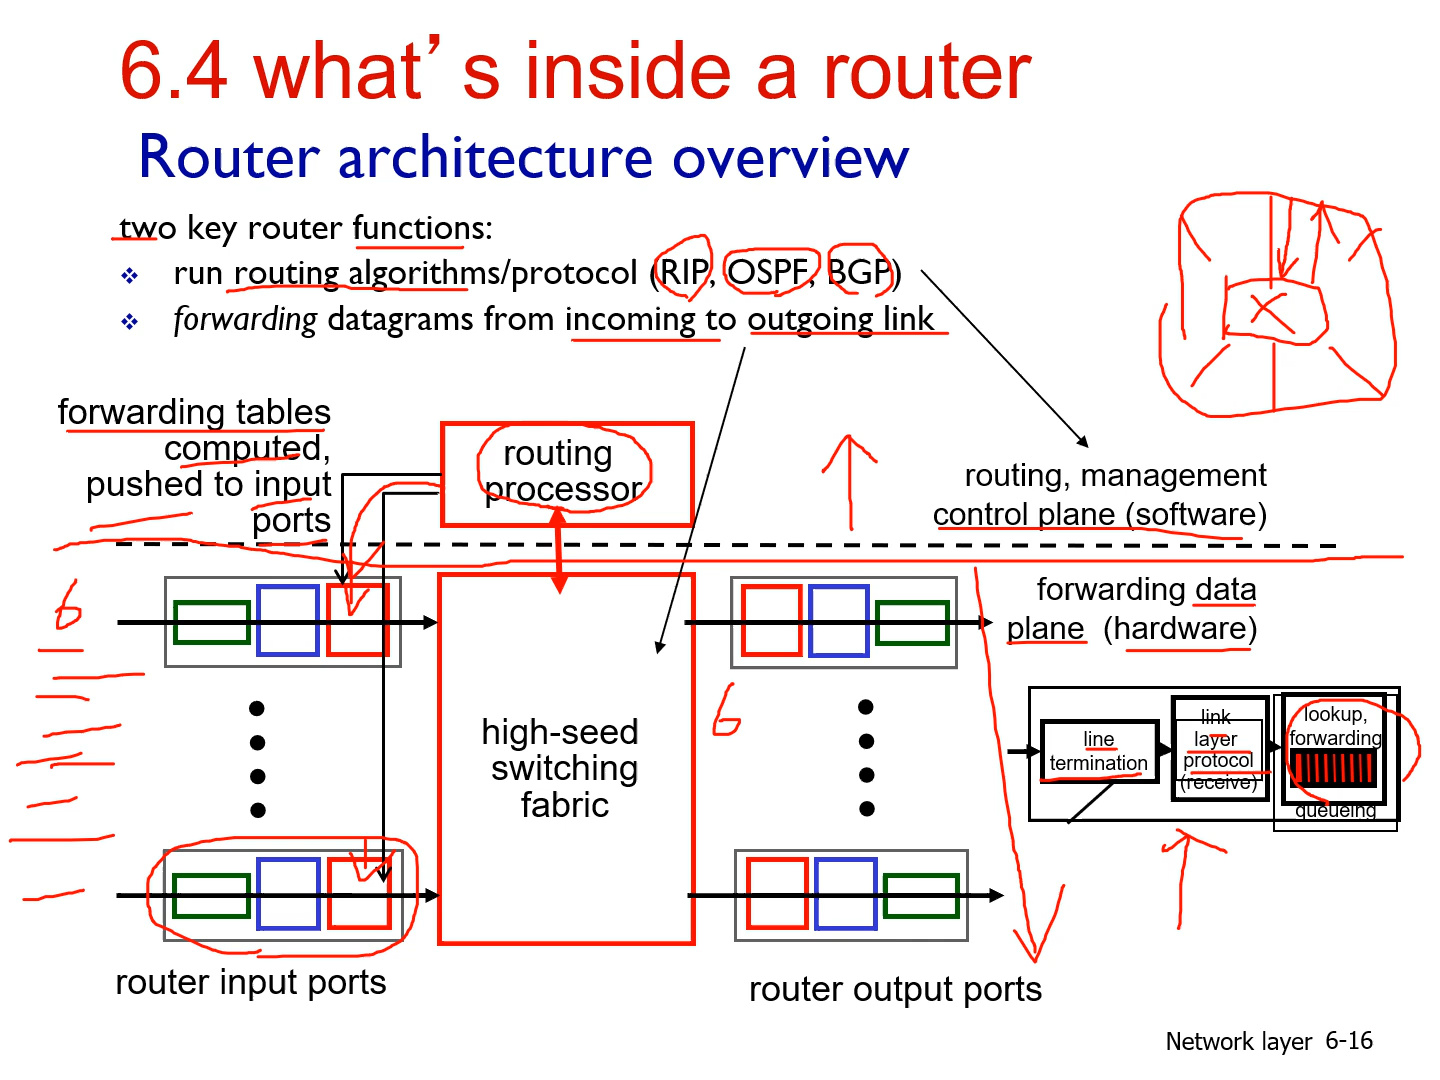 6.4 what’s inside a router
Router architecture overview
two key router functions:
run routing algorithms/protocol (RIP, OSPF, BGP)
forwarding datagrams from incoming to outgoing link
forwarding tables
computed,
pushed to input
ports
routing
processor
routing, management
control plane (software)
forwarding data
plane (hardware)
6
high-seed
switching
fabric
6
line
termination
link
layer
protocol
(receive)
lookup,
forwarding
queueing
router input ports
router output ports
Network layer 6-16